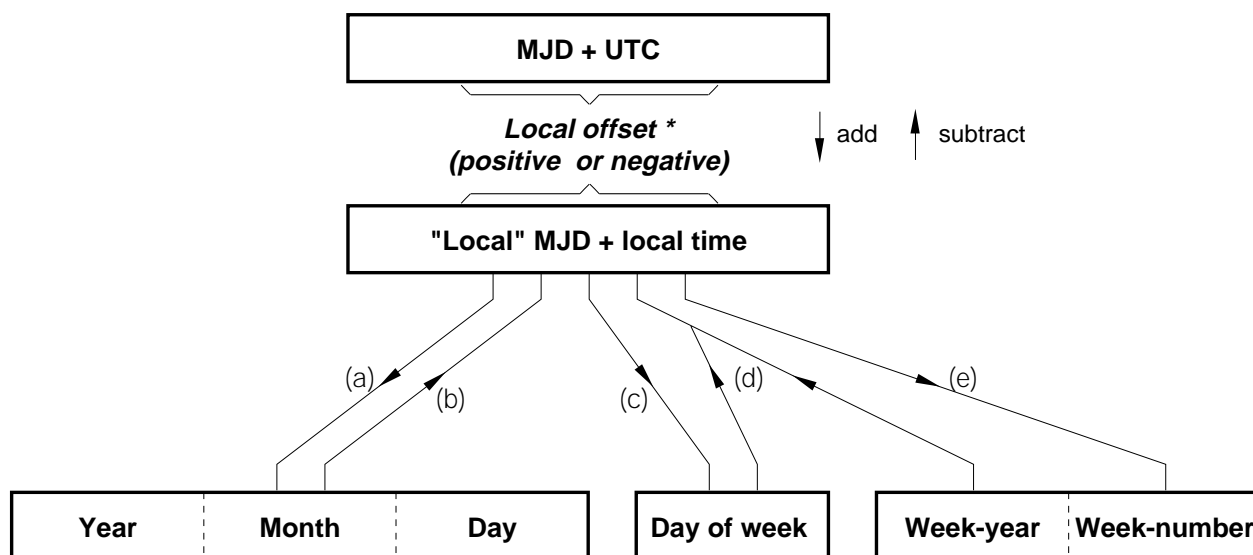 MJD + UTC
Local offset *
(positive or negative)
add
subtract
"Local" MJD + local time
(a)
(b)
(c)
(d)
(e)
Year
Month
Day
Day of week
Week-year
Week-number